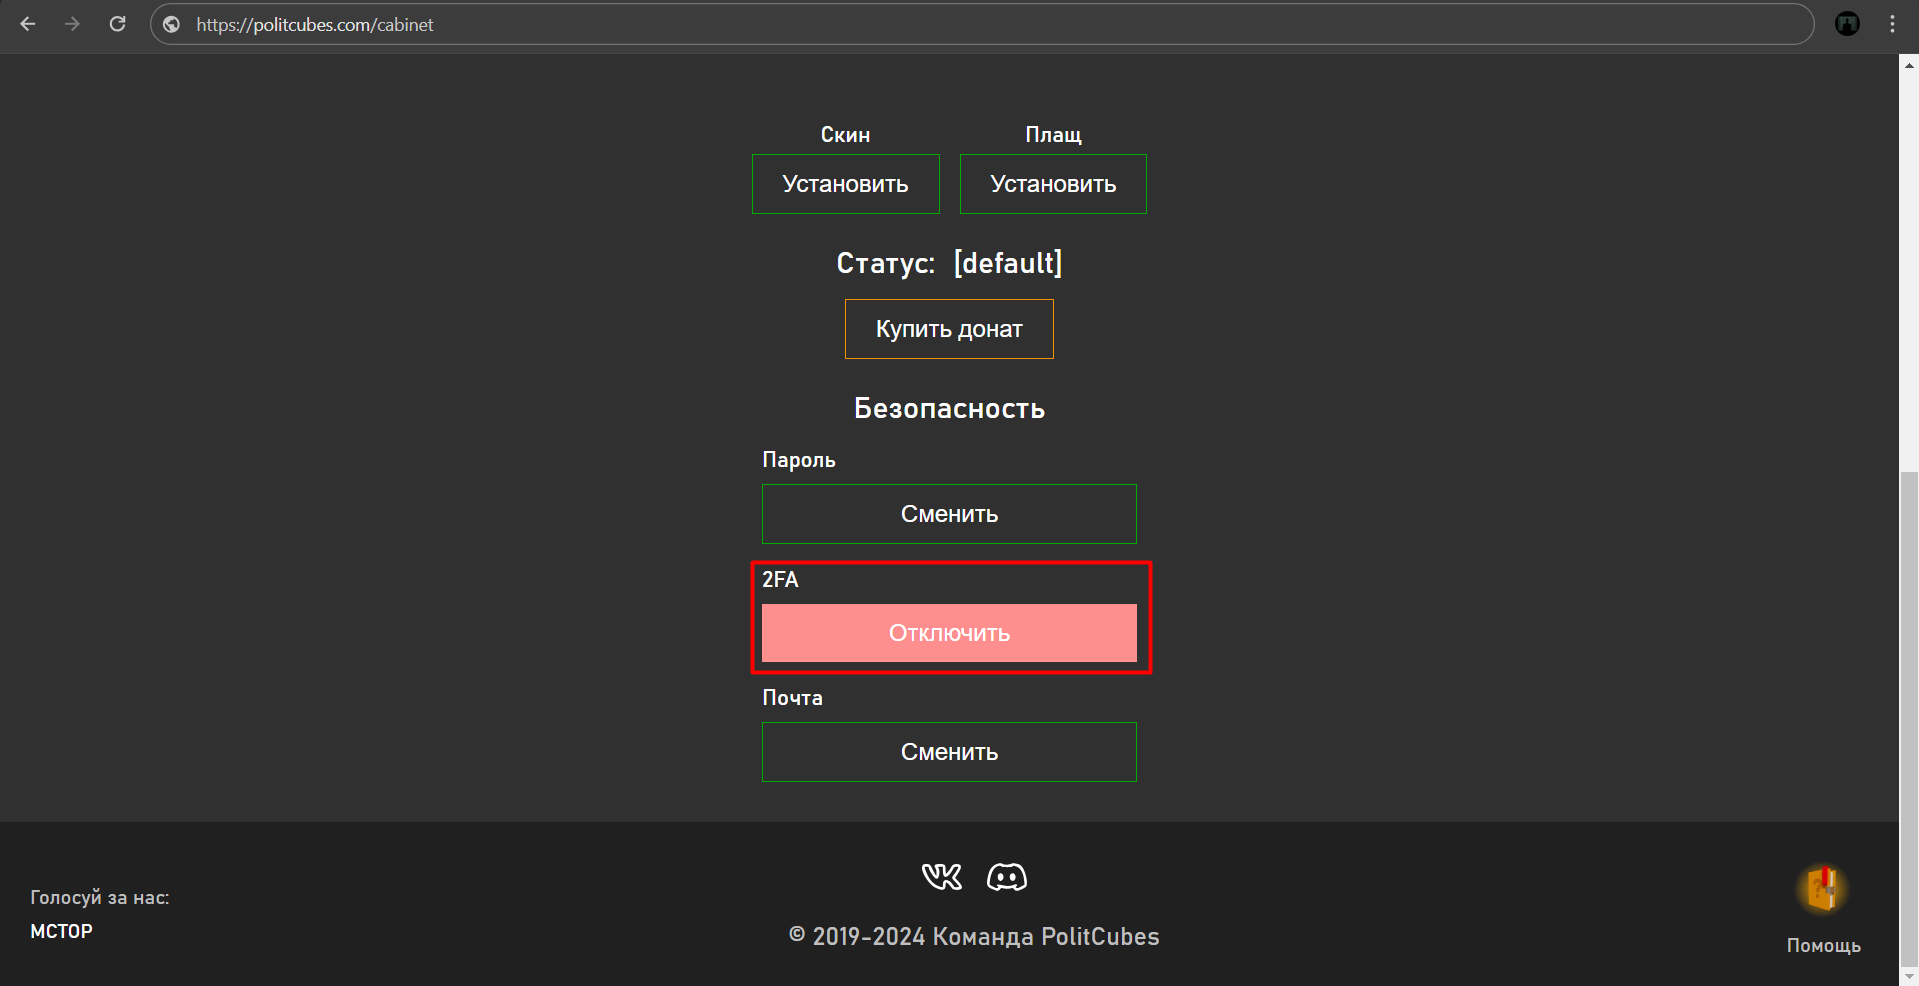 https://politcubes.com/cabinet
Скин
Плащ
Установить
Установить
Статус: [default]
Купить донат
Безопасность
Пароль
Сменить
2FA
Отключить
Почта
Сменить
Голосуй за нас:
МСТОР
© 2019-2024 Команда PolitCubes
Помощь